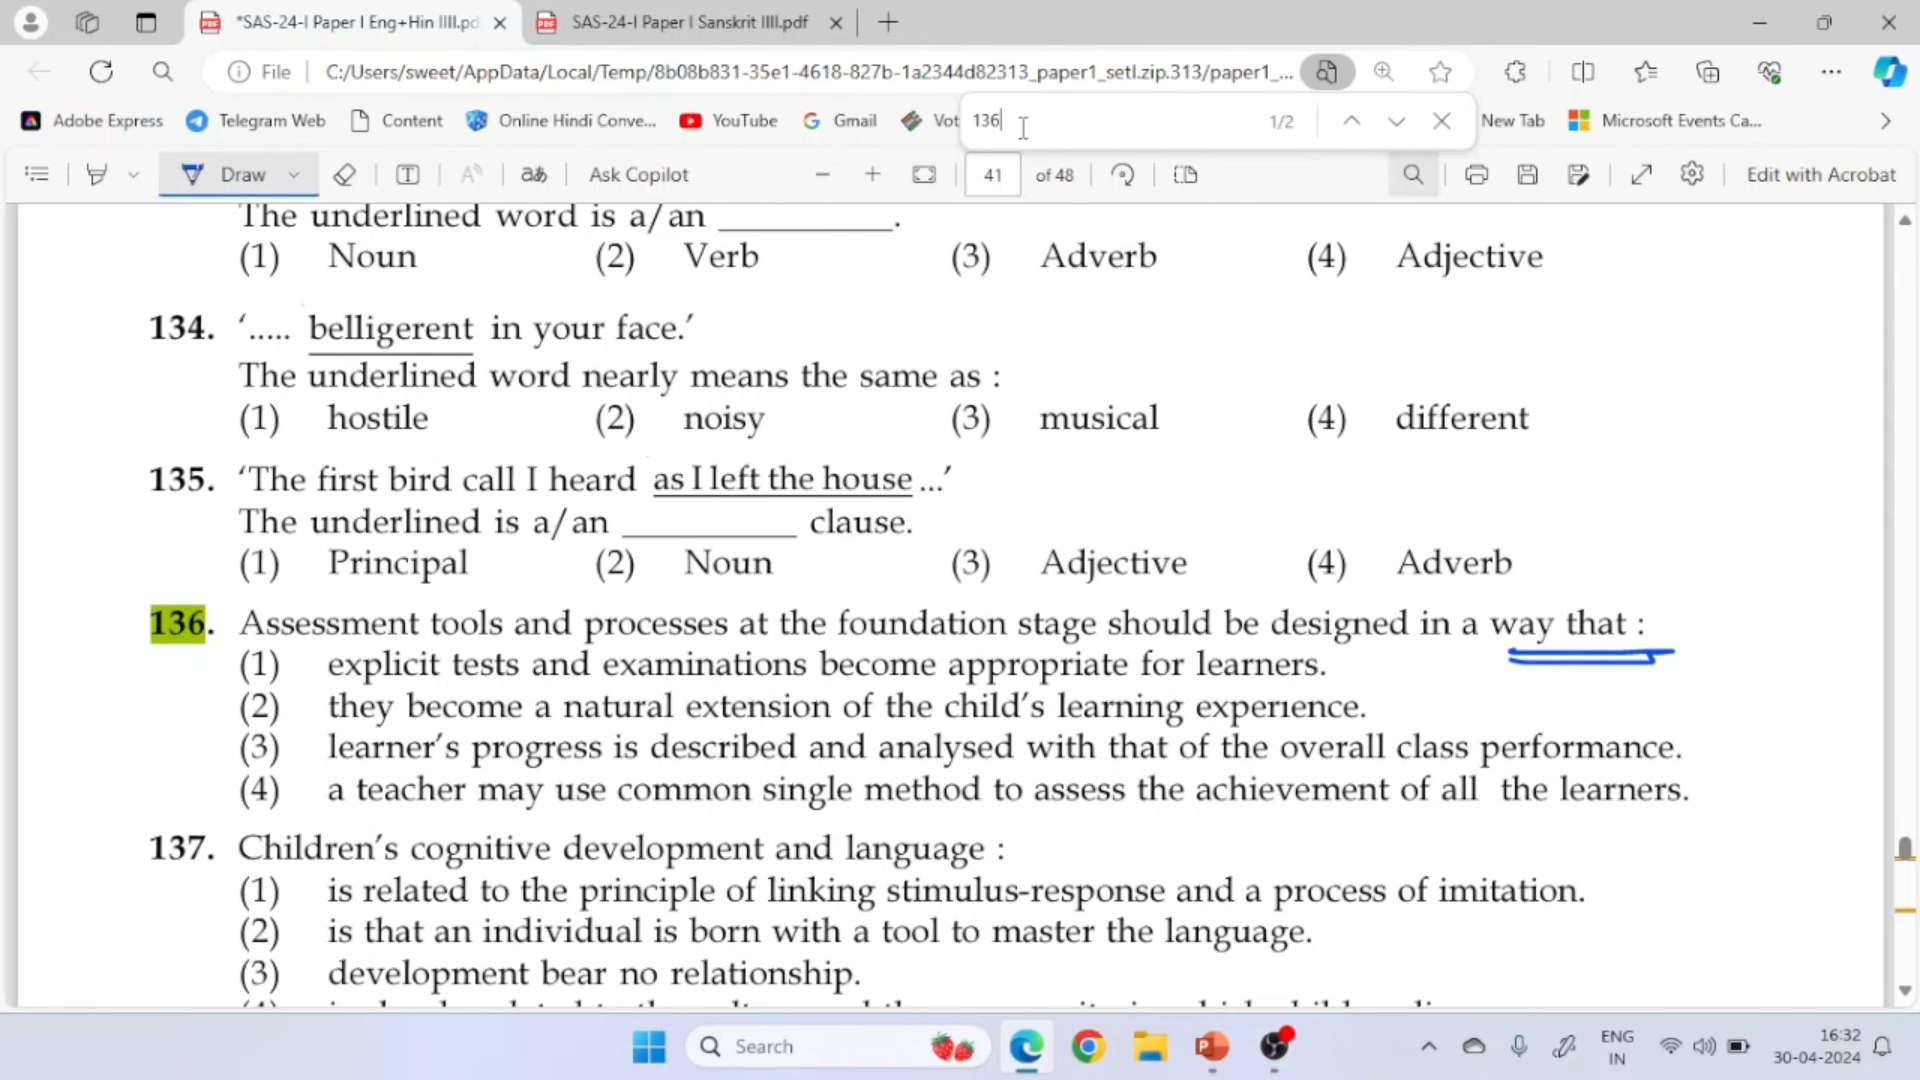 *SAS-24-I Paper I Eng+Hin IIII.pd
SAS-24-I Paper I Sanskrit IIII.pdf
File
C:/Users/sweet/AppData/Local/Temp/8b08b831-35e1-4618-827b-1a2344d82313_paper1_setI.zip.313/paper1_...
Adobe Express
Telegram Web
Content
Online Hindi Conve...
YouTube
Gmail
Vot
136
1/2
New Tab
Microsoft Events Ca...
Draw
aあ
Ask Copilot
41
of 48
Edit with Acrobat
The underlined word is a/an __________.
(1) Noun (2) Verb (3) Adverb (4) Adjective
134. '..... belligerent in your face.'
The underlined word nearly means the same as :
(1) hostile (2) noisy (3) musical (4) different
135. 'The first bird call I heard as I left the house ...'
The underlined is a/an __________ clause.
(1) Principal (2) Noun (3) Adjective (4) Adverb
136. Assessment tools and processes at the foundation stage should be designed in a way that :
(1) explicit tests and examinations become appropriate for learners.
(2) they become a natural extension of the child's learning experience.
(3) learner's progress is described and analysed with that of the overall class performance.
(4) a teacher may use common single method to assess the achievement of all the learners.
137. Children's cognitive development and language :
(1) is related to the principle of linking stimulus-response and a process of imitation.
(2) is that an individual is born with a tool to master the language.
(3) development bear no relationship.
Search
ENG
IN
16:32
30-04-2024